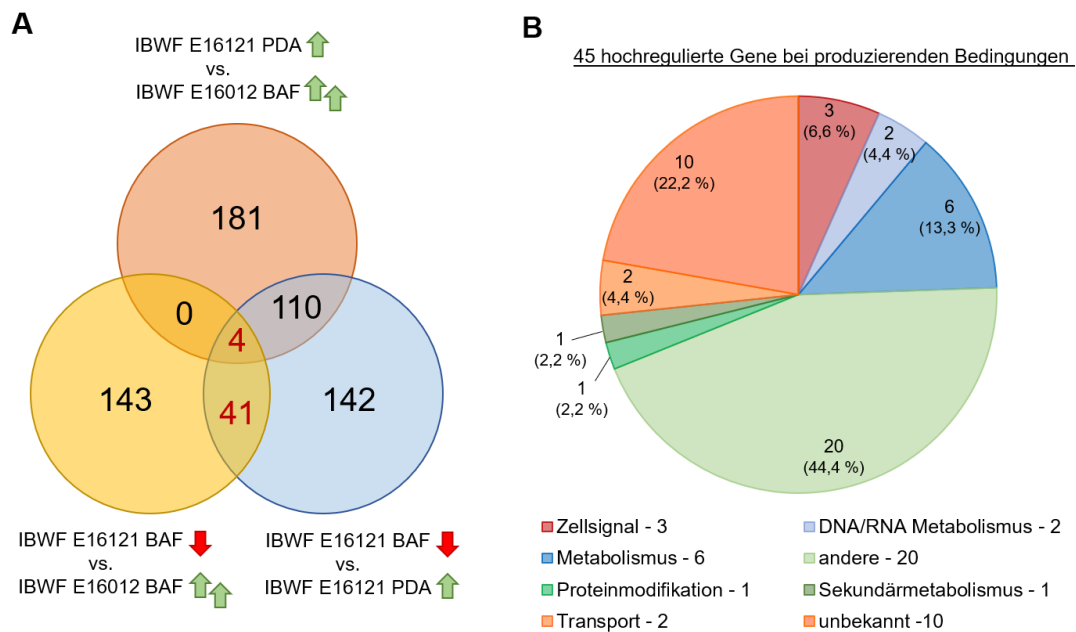 A
IBWF E16121 PDA
vs.
IBWF E16012 BAF
181
0
110
4
143
41
142
IBWF E16121 BAF
vs.
IBWF E16012 BAF
IBWF E16121 BAF
vs.
IBWF E16121 PDA
B
45 hochregulierte Gene bei produzierenden Bedingungen
3
(6,6 %)
2
(4,4 %)
6
(13,3 %)
20
(44,4 %)
1
(2,2 %)
1
(2,2 %)
2
(4,4 %)
10
(22,2 %)
Zellsignal - 3
DNA/RNA Metabolismus - 2
Metabolismus - 6
andere - 20
Proteinmodifikation - 1
Sekundärmetabolismus - 1
Transport - 2
unbekannt -10